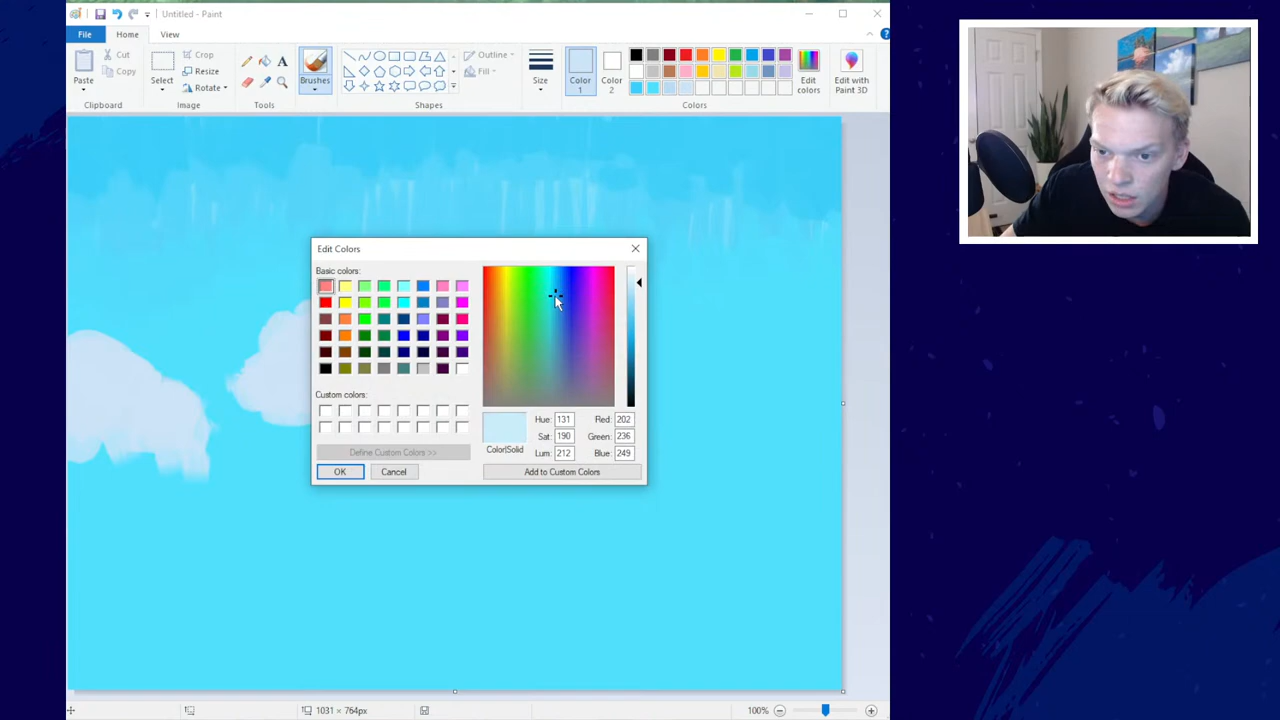 Untitled - Paint
File Home View
Paste Cut Copy
Clipboard
Select Crop Resize Rotate
Image
A
Tools
Brushes
Outline Fill
Shapes
Size
Color 1 Color 2
Edit colors
Colors
Edit with Paint 3D
?
Edit Colors
Basic colors:
Custom colors:
Define Custom Colors >>
OK Cancel
Color|Solid
Hue: 131 Red: 202
Sat: 190 Green: 236
Lum: 212 Blue: 249
Add to Custom Colors
1031 × 764px
100%